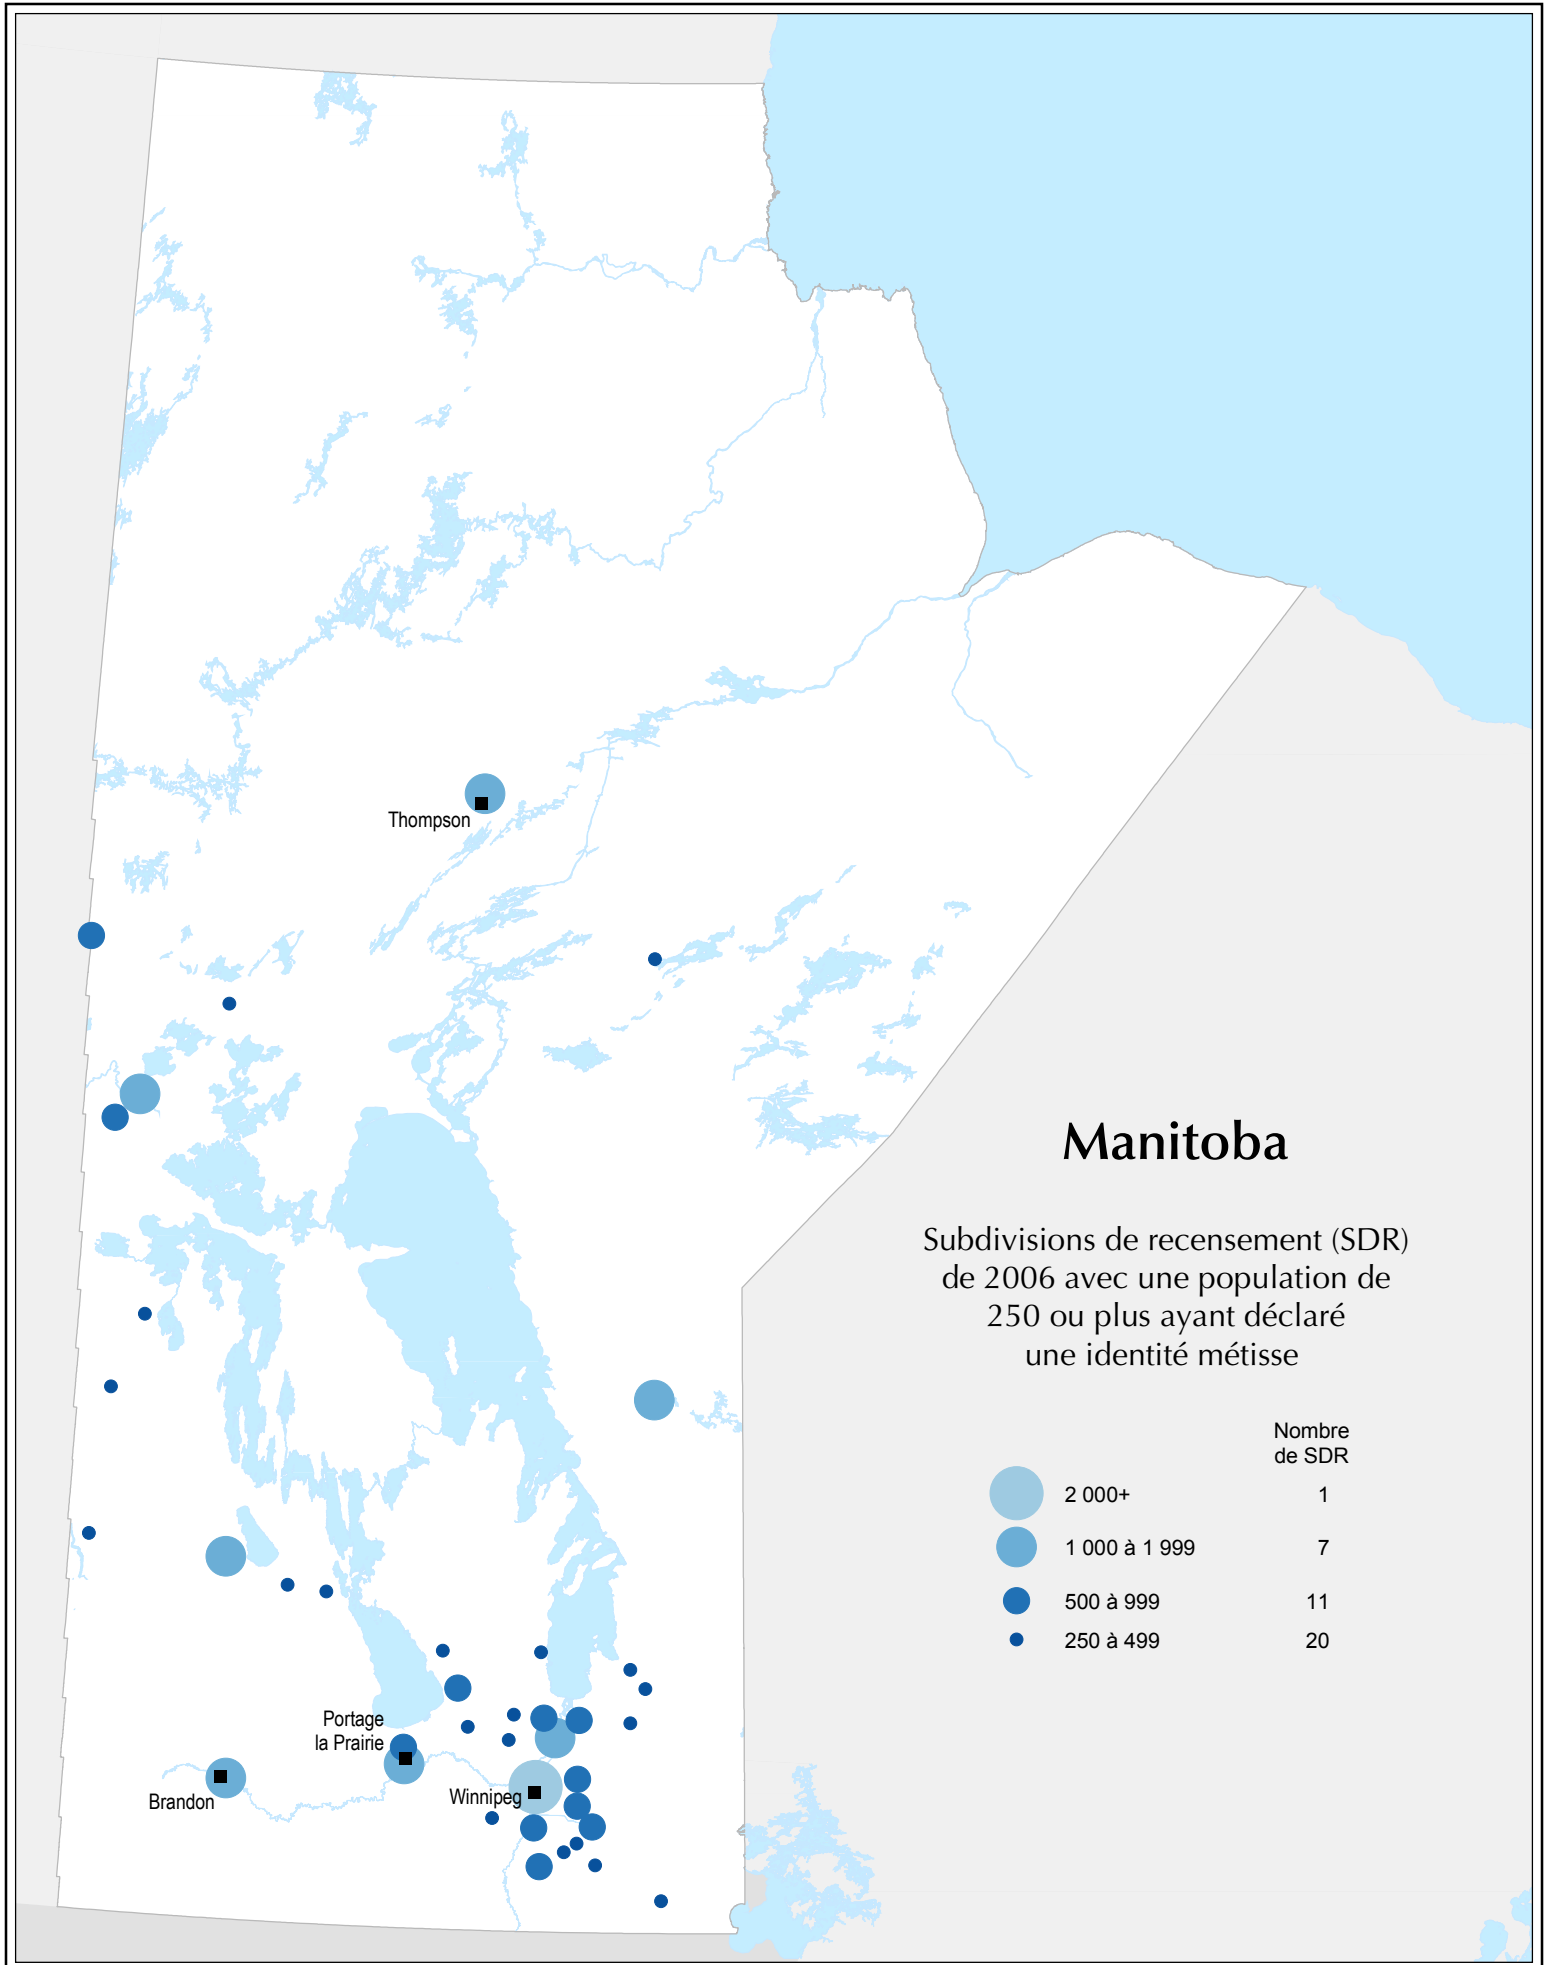 Thompson
Manitoba
Subdivisions de recensement (SDR)
de 2006 avec une population de
250 ou plus ayant déclaré
une identité métisse
Nombre
de SDR
2 000+ 1
1 000 à 1 999 7
500 à 999 11
250 à 499 20
Portage
la Prairie
Brandon
Winnipeg